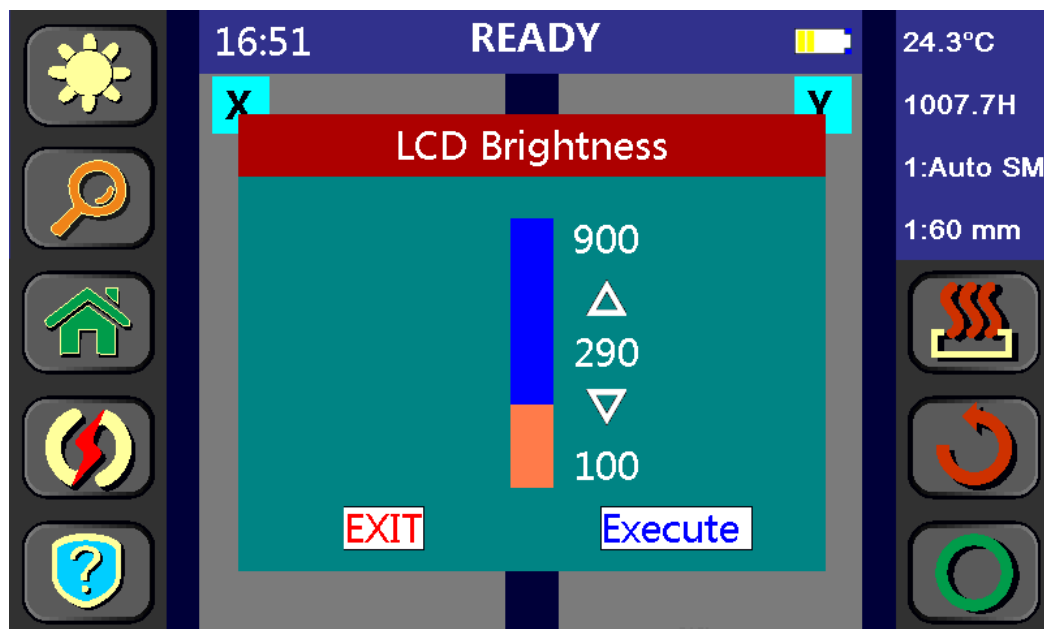 16:51 READY
24.3°C
X Y
1007.7H
LCD Brightness
1:Auto SM
900
1:60 mm
290
100
EXIT Execute
?